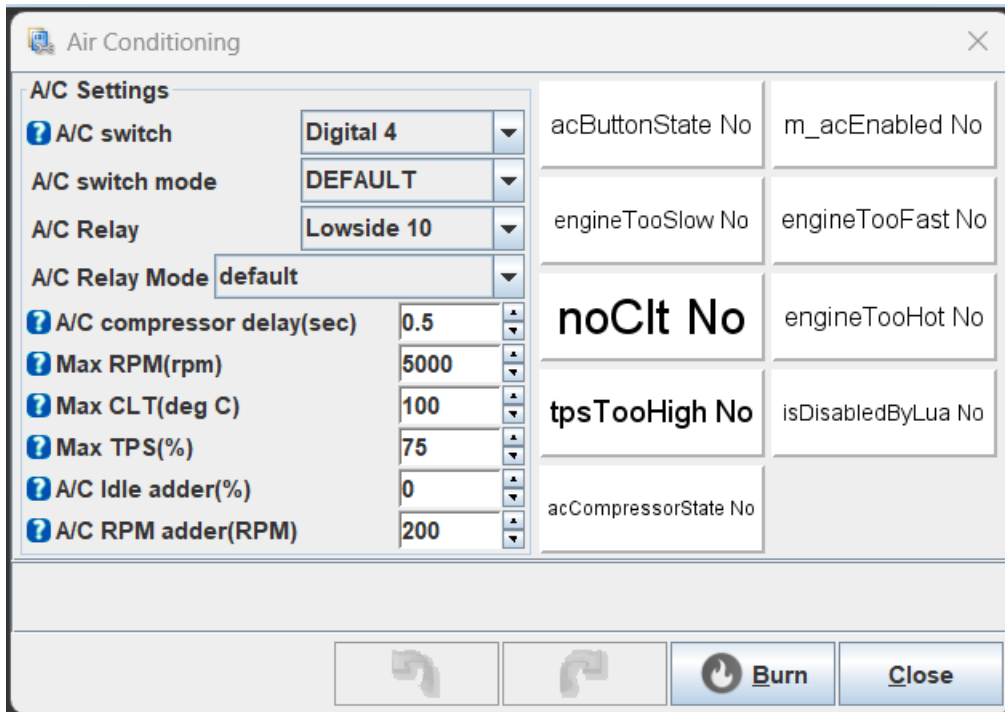 Air Conditioning
A/C Settings
A/C switch Digital 4
A/C switch mode DEFAULT
A/C Relay Lowside 10
A/C Relay Mode default
A/C compressor delay(sec) 0.5
Max RPM(rpm) 5000
Max CLT(deg C) 100
Max TPS(%) 75
A/C Idle adder(%) 0
A/C RPM adder(RPM) 200
acButtonState No m_acEnabled No
engineTooSlow No engineTooFast No
noClt No engineTooHot No
tpsTooHigh No isDisabledByLua No
acCompressorState No
Burn Close